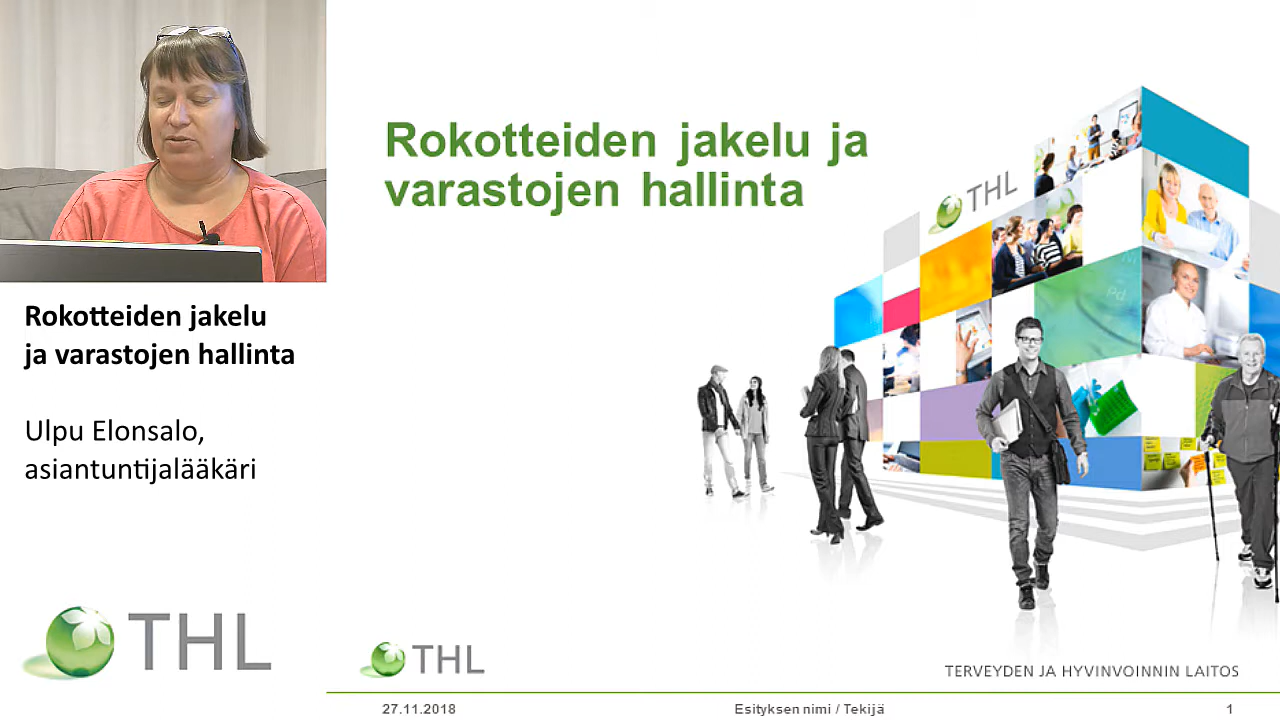 Rokotteiden jakelu ja
varastojen hallinta
THL
Rokotteiden jakelu
ja varastojen hallinta
Ulpu Elonsalo,
asiantuntijalääkäri
THL
THL
TERVEYDEN JA HYVINVOINNIN LAITOS
27.11.2018
Esityksen nimi / Tekijä
1